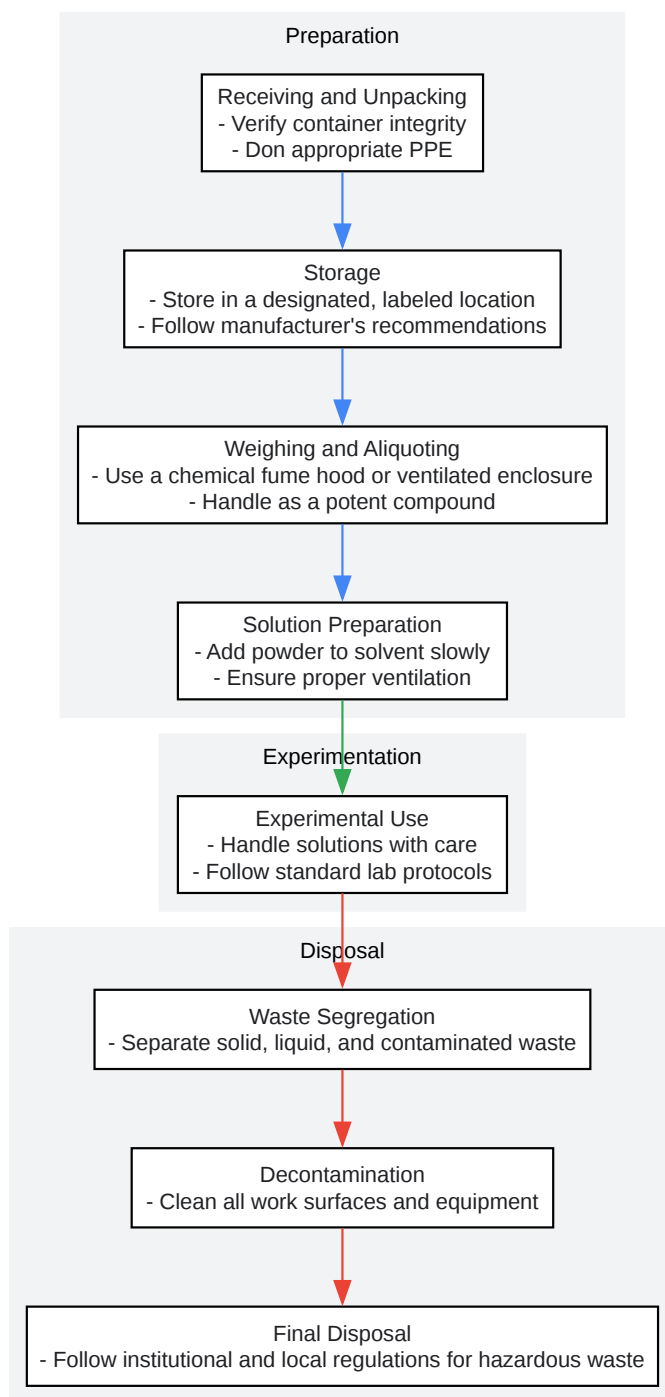 Preparation
Receiving and Unpacking
- Verify container integrity
- Don appropriate PPE
Storage
- Store in a designated, labeled location
- Follow manufacturer's recommendations
Weighing and Aliquoting
- Use a chemical fume hood or ventilated enclosure
- Handle as a potent compound
Solution Preparation
- Add powder to solvent slowly
- Ensure proper ventilation
Experimentation
Experimental Use
- Handle solutions with care
- Follow standard lab protocols
Disposal
Waste Segregation
- Separate solid, liquid, and contaminated waste
Decontamination
- Clean all work surfaces and equipment
Final Disposal
- Follow institutional and local regulations for hazardous waste